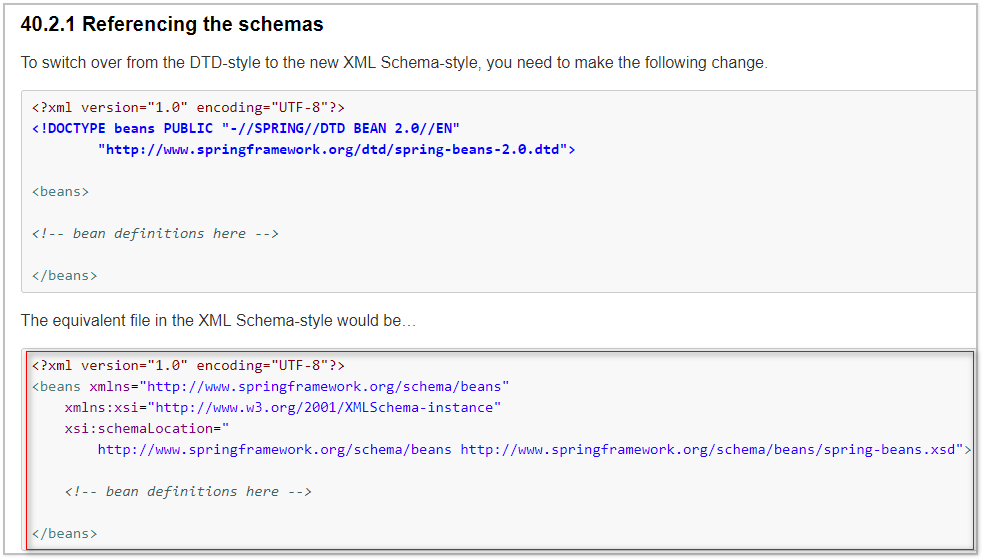 40.2.1 Referencing the schemas
To switch over from the DTD-style to the new XML Schema-style, you need to make the following change.
<?xml version="1.0" encoding="UTF-8"?>
<!DOCTYPE beans PUBLIC "-//SPRING//DTD BEAN 2.0//EN"
        "http://www.springframework.org/dtd/spring-beans-2.0.dtd">
<beans>
<!-- bean definitions here -->
</beans>
The equivalent file in the XML Schema-style would be…
<?xml version="1.0" encoding="UTF-8"?>
<beans xmlns="http://www.springframework.org/schema/beans"
    xmlns:xsi="http://www.w3.org/2001/XMLSchema-instance"
    xsi:schemaLocation="
        http://www.springframework.org/schema/beans http://www.springframework.org/schema/beans/spring-beans.xsd">
    <!-- bean definitions here -->
</beans>